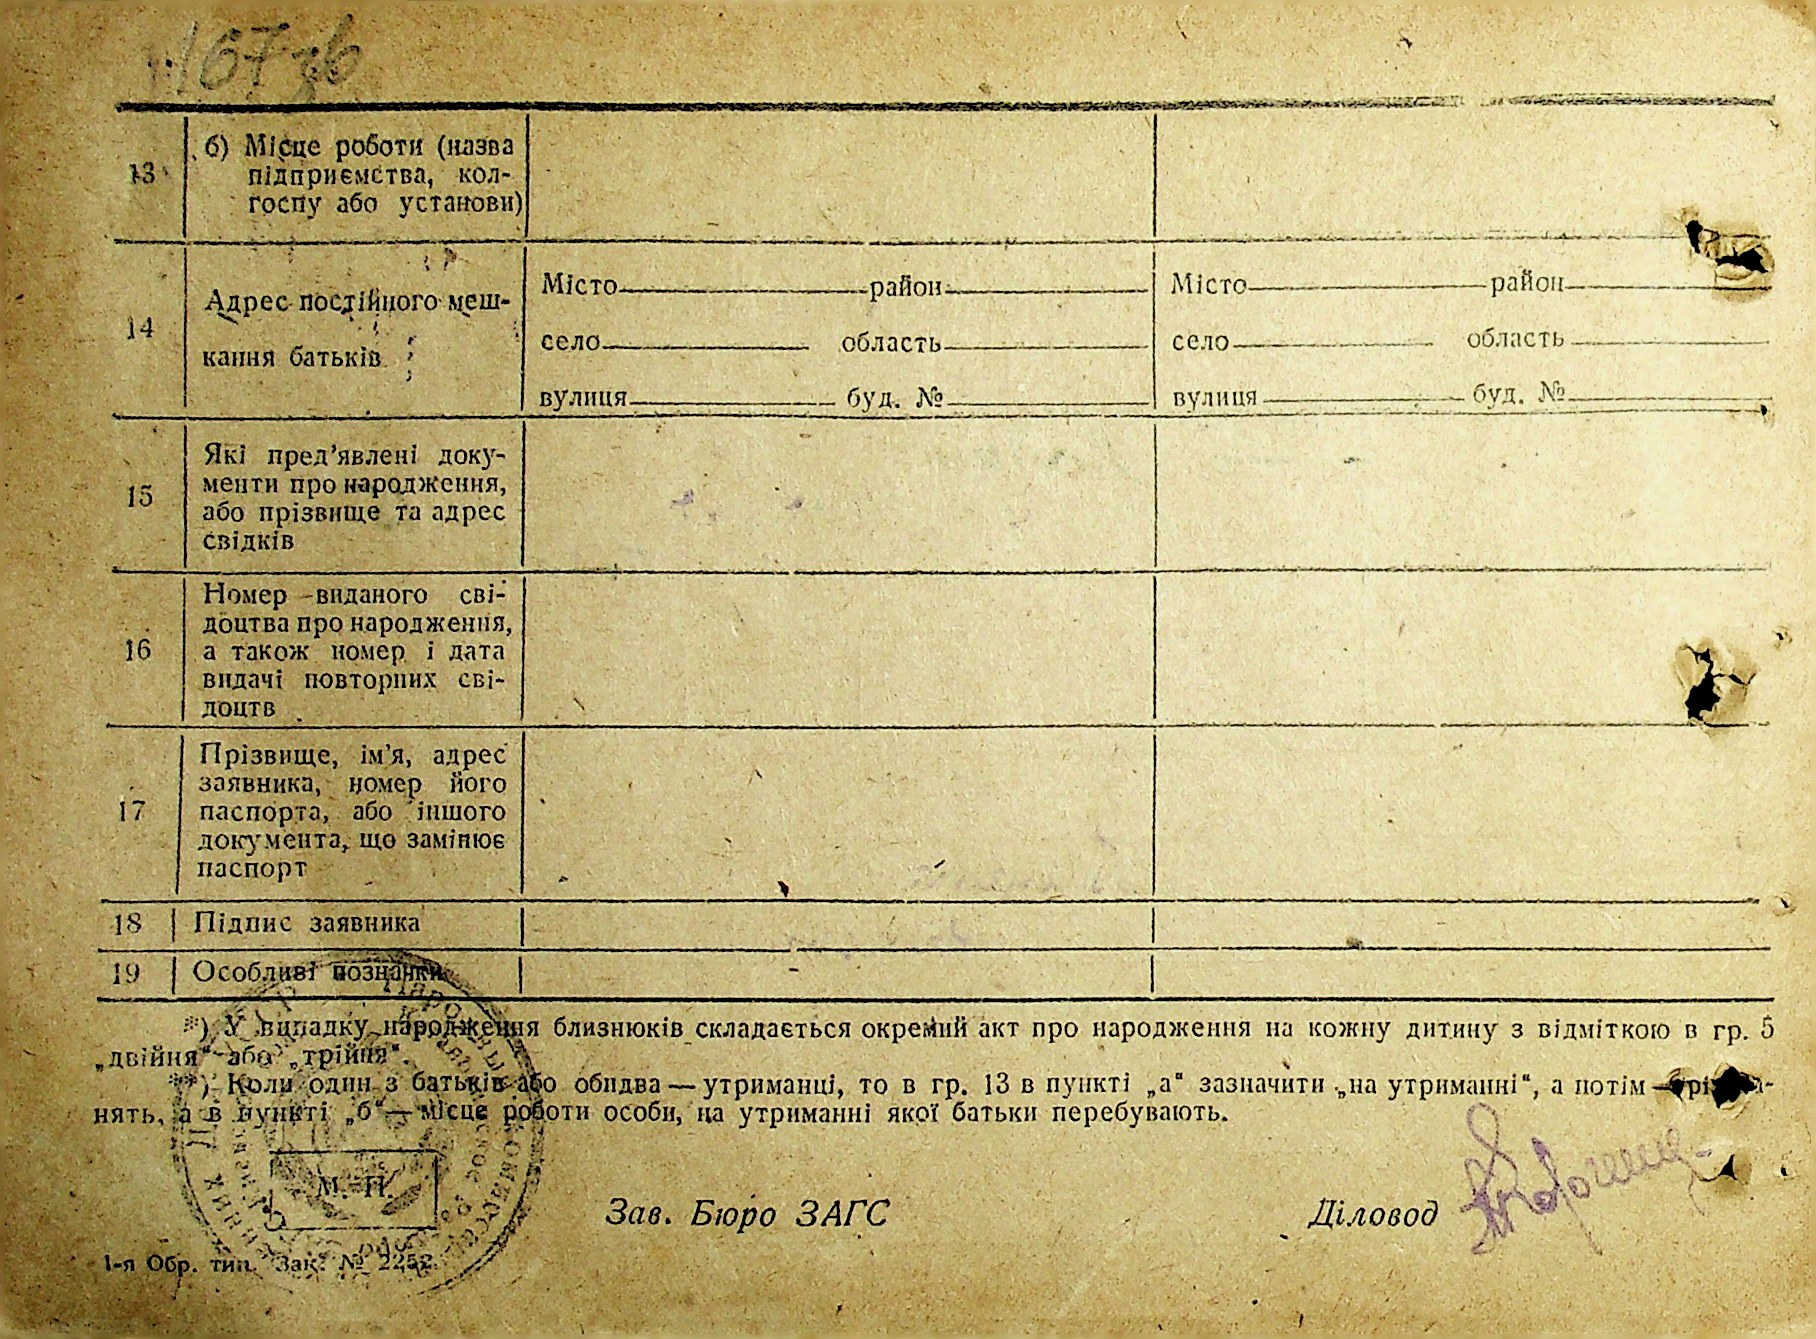 13
б) Місце роботи (назва
підприємства, кол-
госпу або установи)
14
Адрес постійного меш-
кання батьків
Місто район
село область
вулиця буд. №
Місто район
село область
вулиця буд. №
15
Які пред’явлені доку-
менти про народження,
або прізвище та адрес
свідків
16
Номер виданого сві-
доцтва про народження,
а також номер і дата
видачі повторних сві-
доцтв
17
Прізвище, ім’я, адрес
заявника, номер його
паспорта, або іншого
документа, що замінює
паспорт
18 Підпис заявника
19 Особливі познанки
*) У випадку народження близнюків складається окремий акт про народження на кожну дитину з відміткою в гр. 5
„двійня“ або „трійня“.
**) Коли один з батьків або обидва — утриманці, то в гр. 13 в пункті „а“ зазначити „на утриманні“, а потім —
нять, а в пункті „б“ — місце роботи особи, на утриманні якої батьки перебувають.
М. П.
Зав. Бюро ЗАГС
Діловод
1-я Обр. тип. Зак. № 2252